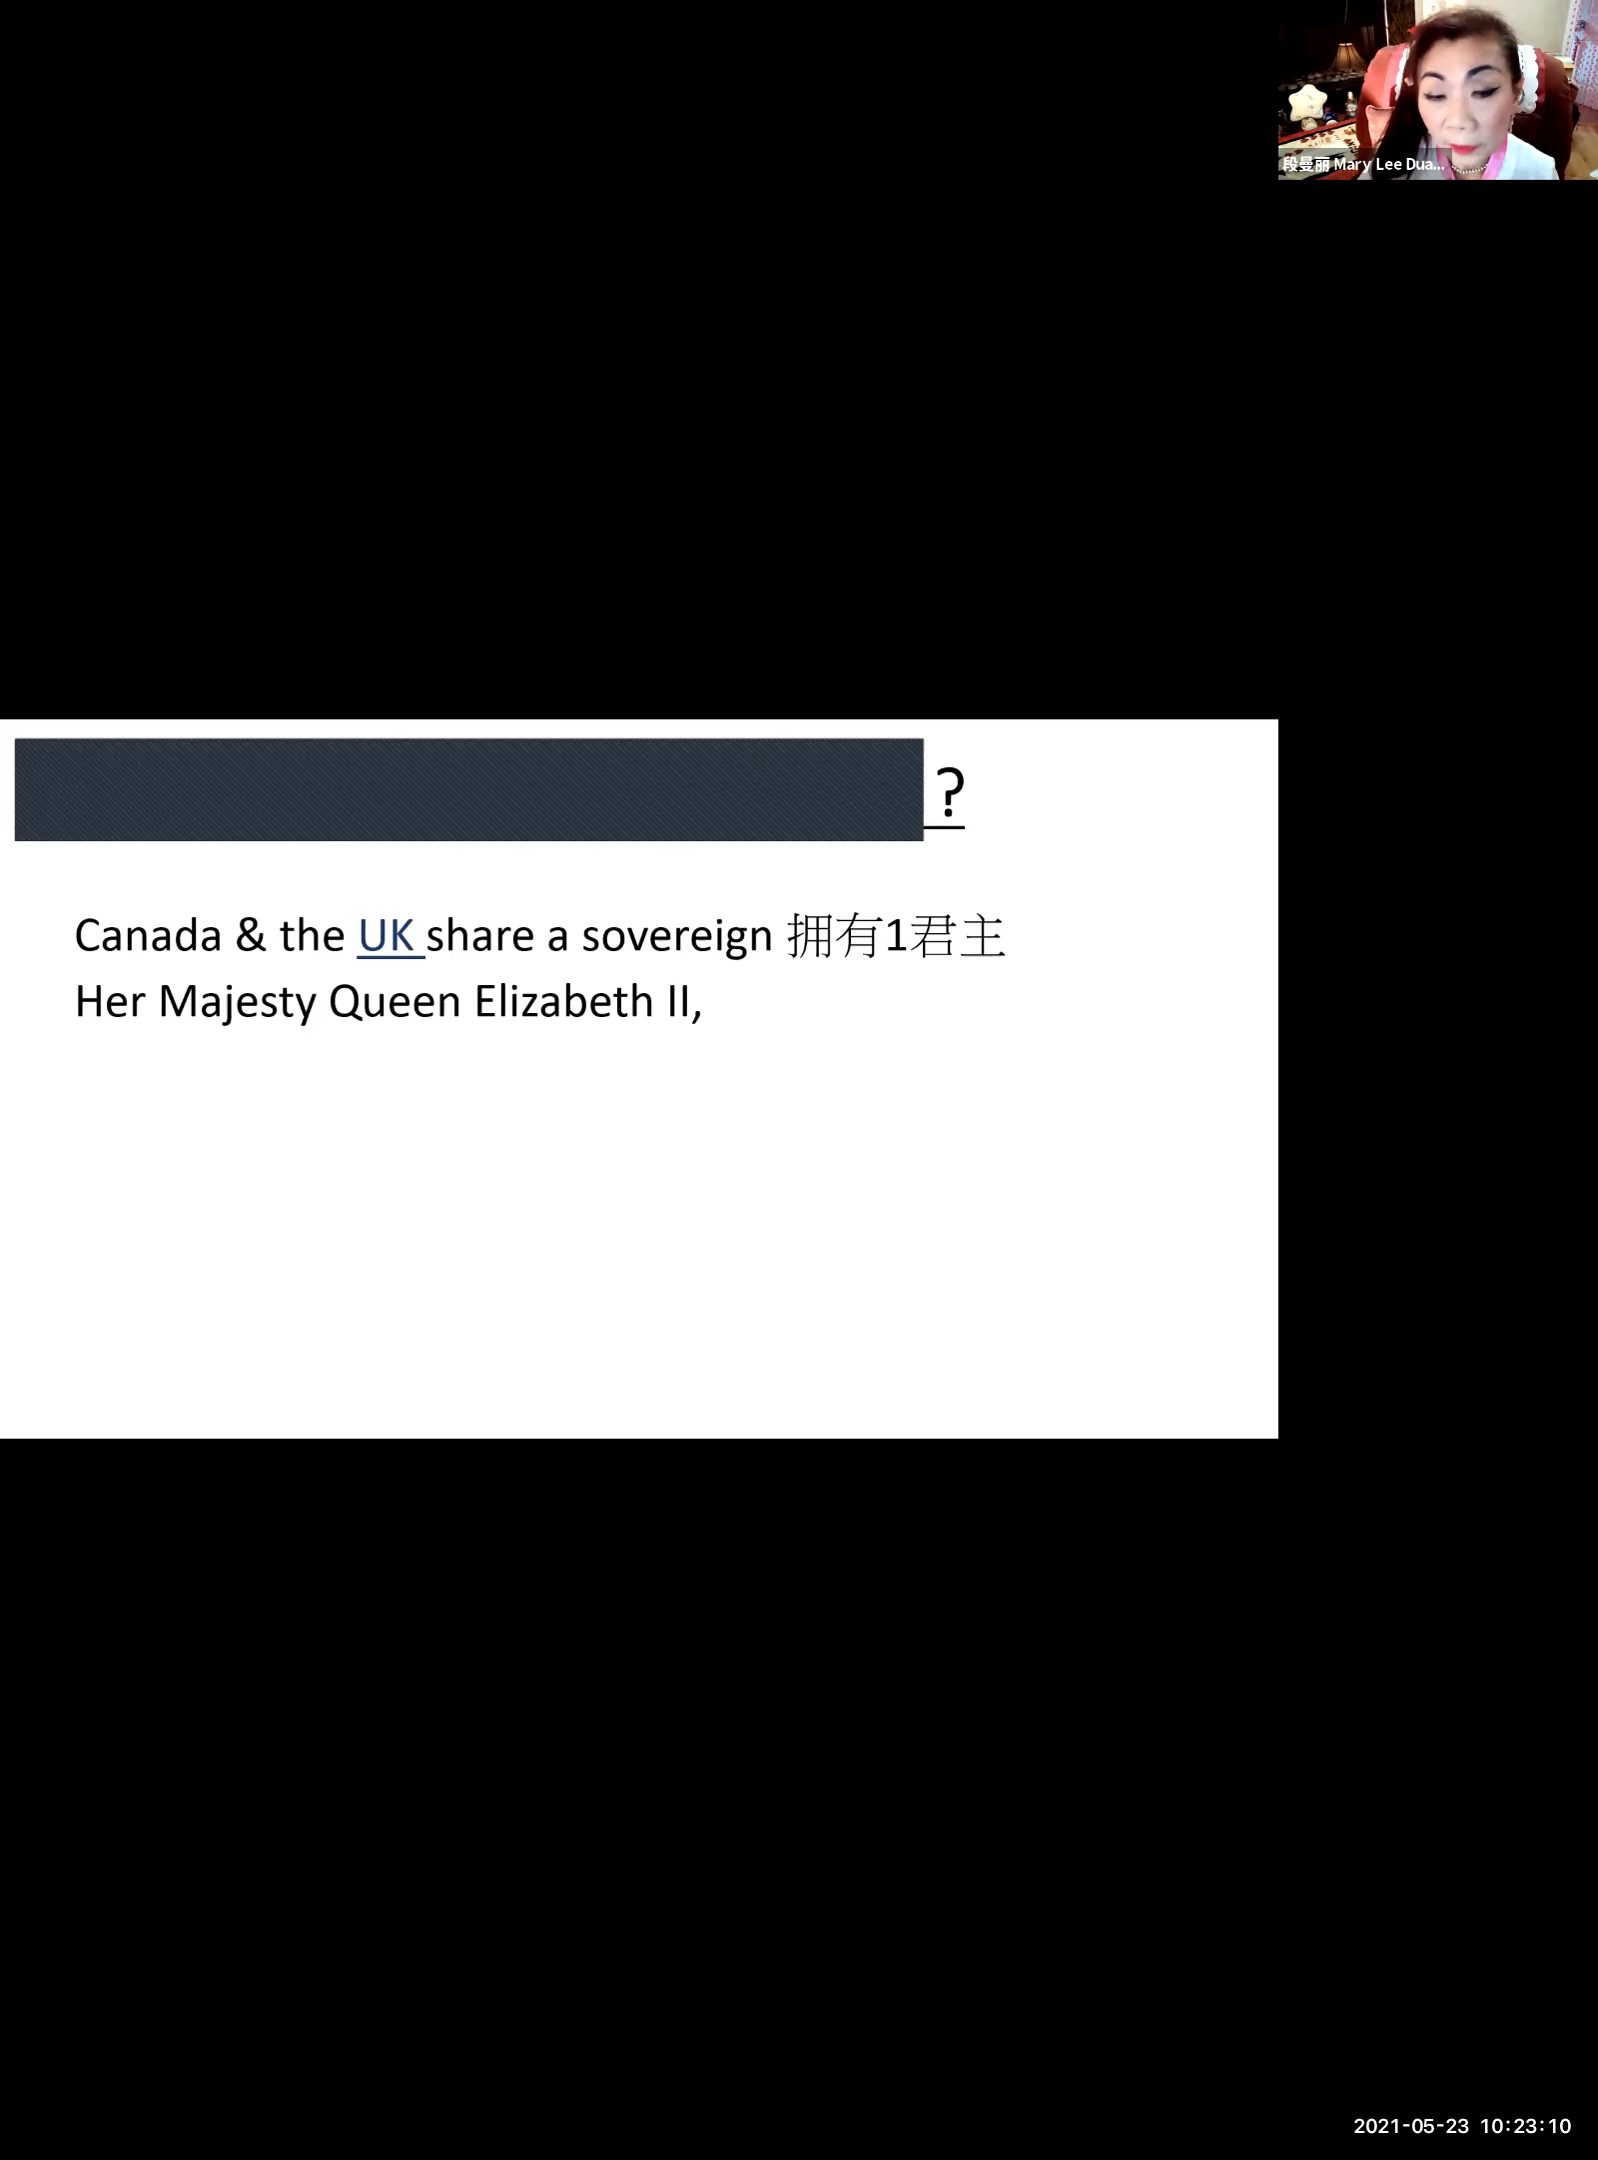 段曼丽 Mary Lee Dua...
?
Canada & the UK share a sovereign 拥有1君主
Her Majesty Queen Elizabeth II,
2021-05-23 10:23:10